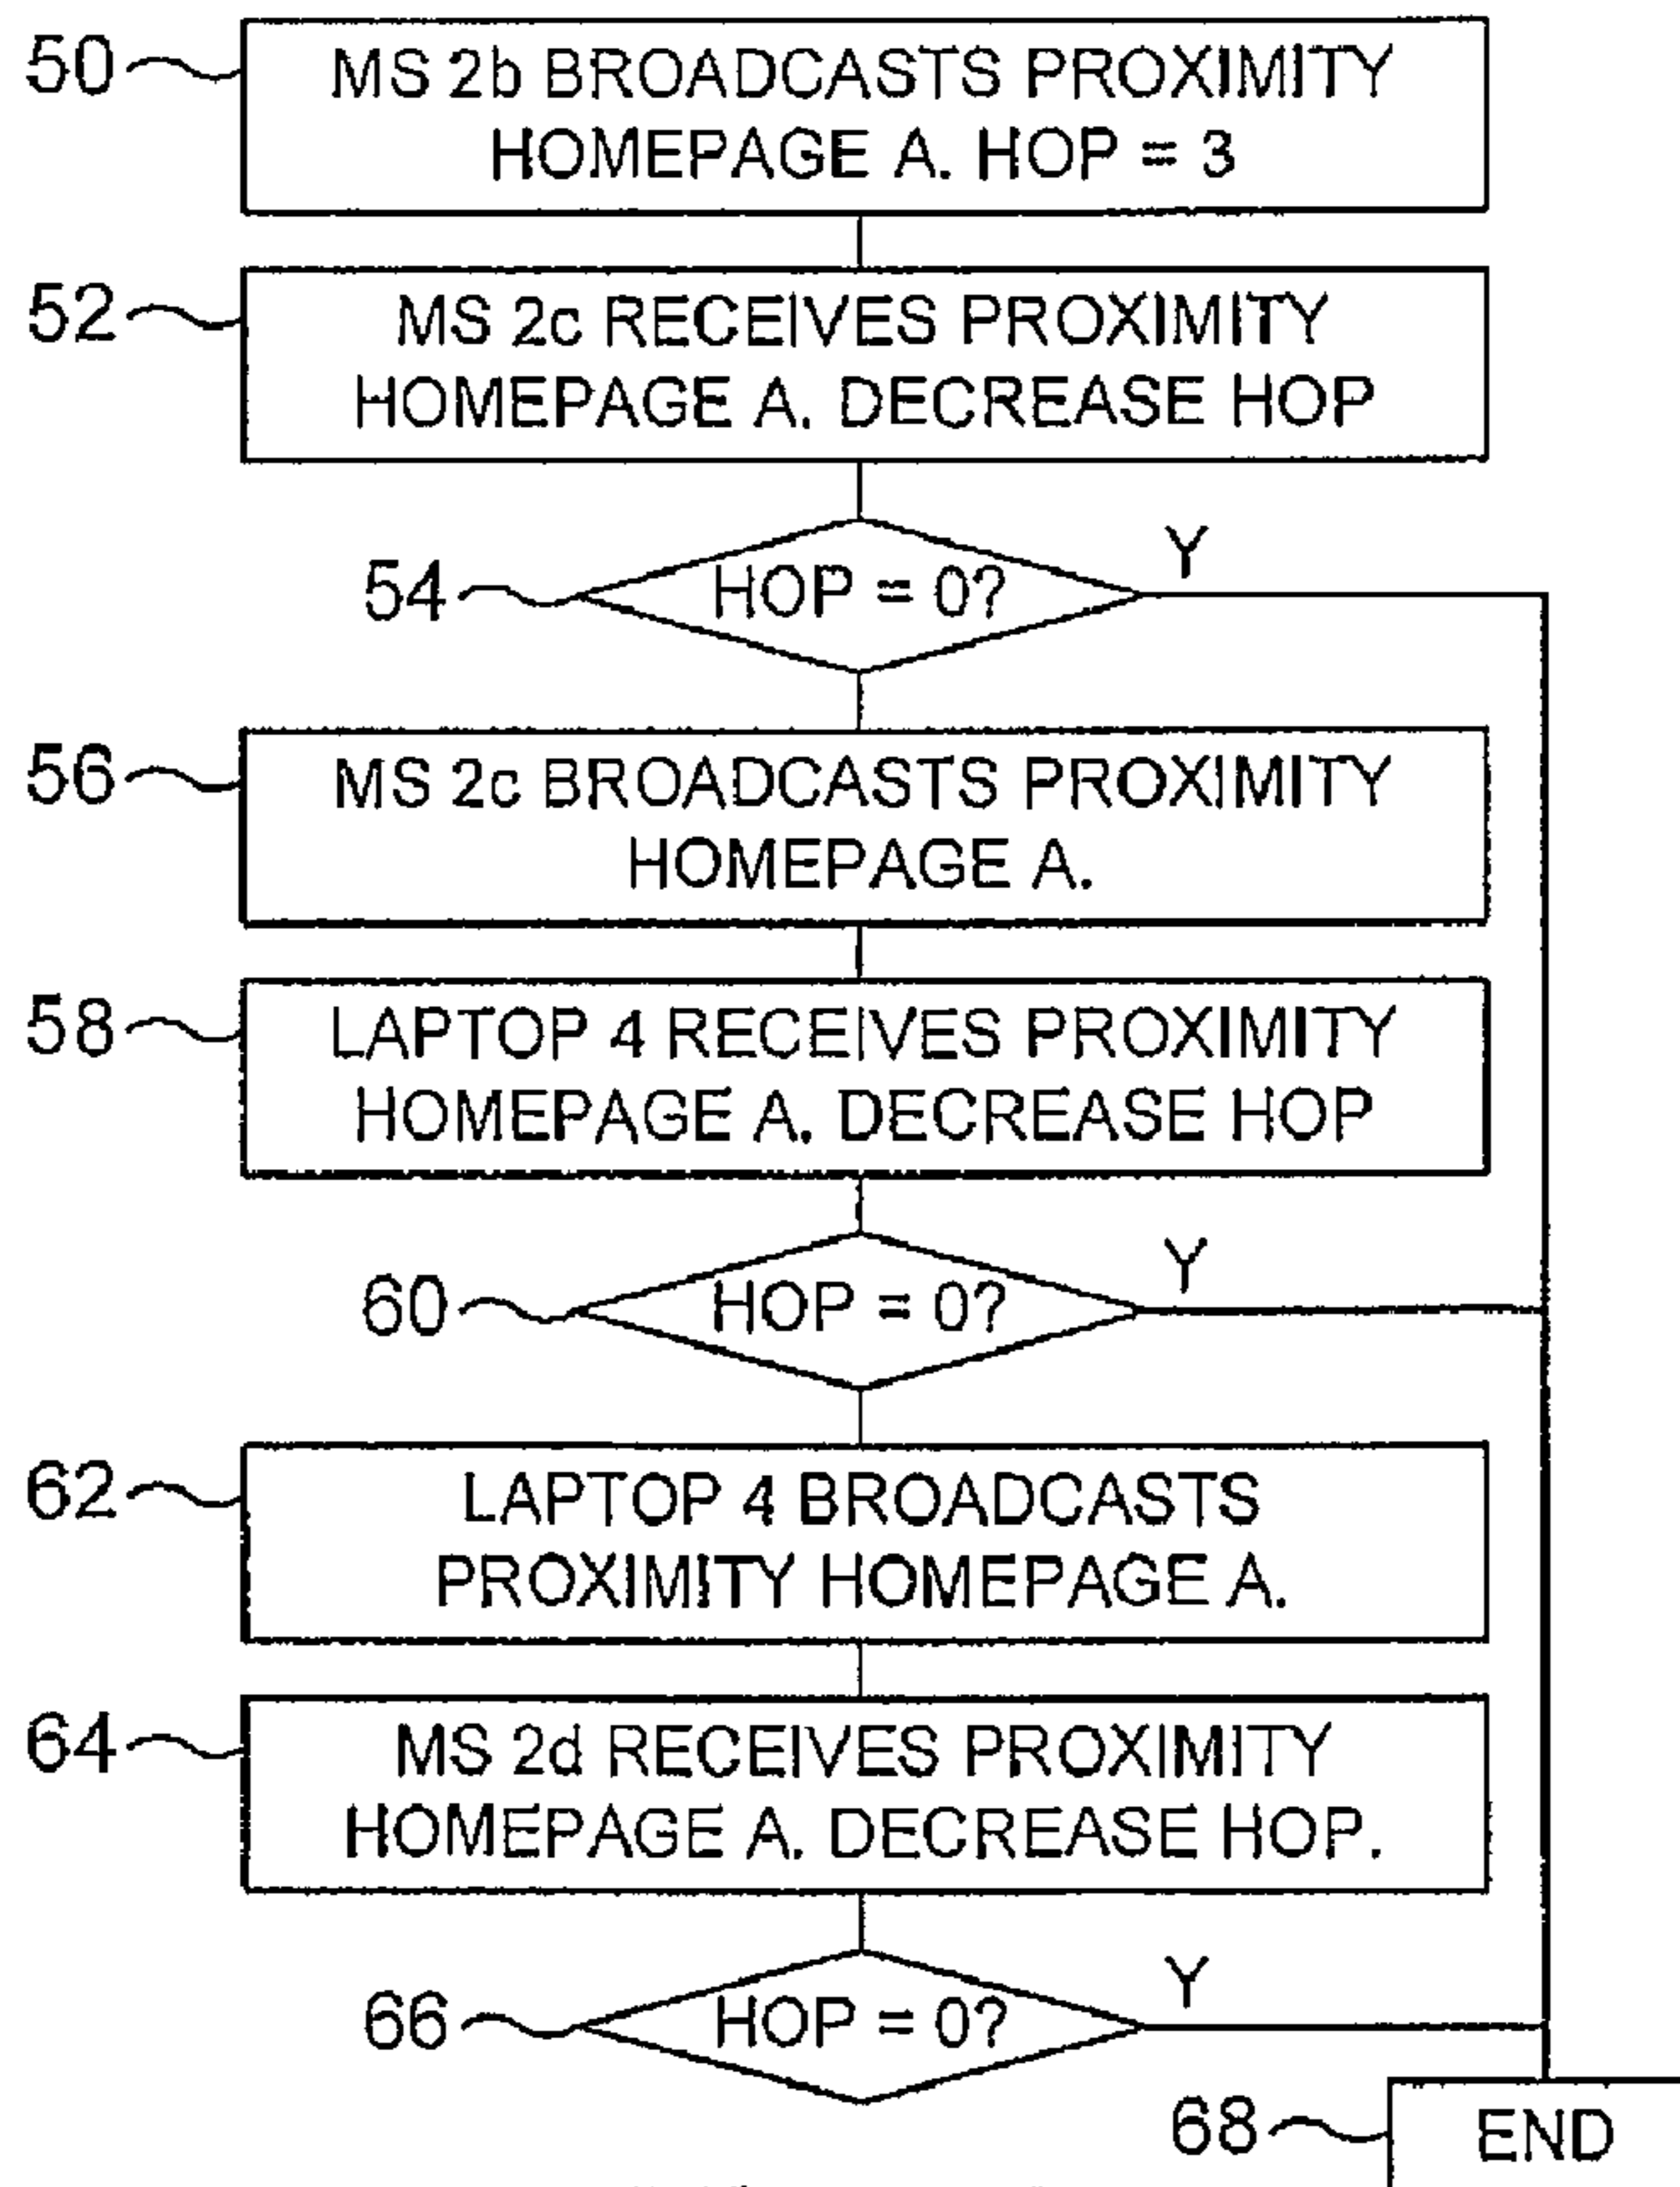 50
MS 2b BROADCASTS PROXIMITY
HOMEPAGE A. HOP = 3
52
MS 2c RECEIVES PROXIMITY
HOMEPAGE A. DECREASE HOP
Y
54
HOP = 0?
56
MS 2c BROADCASTS PROXIMITY
HOMEPAGE A.
58
LAPTOP 4 RECEIVES PROXIMITY
HOMEPAGE A. DECREASE HOP
Y
60
HOP = 0?
62
LAPTOP 4 BROADCASTS
PROXIMITY HOMEPAGE A.
64
MS 2d RECEIVES PROXIMITY
HOMEPAGE A. DECREASE HOP.
Y
66
HOP = 0?
68
END